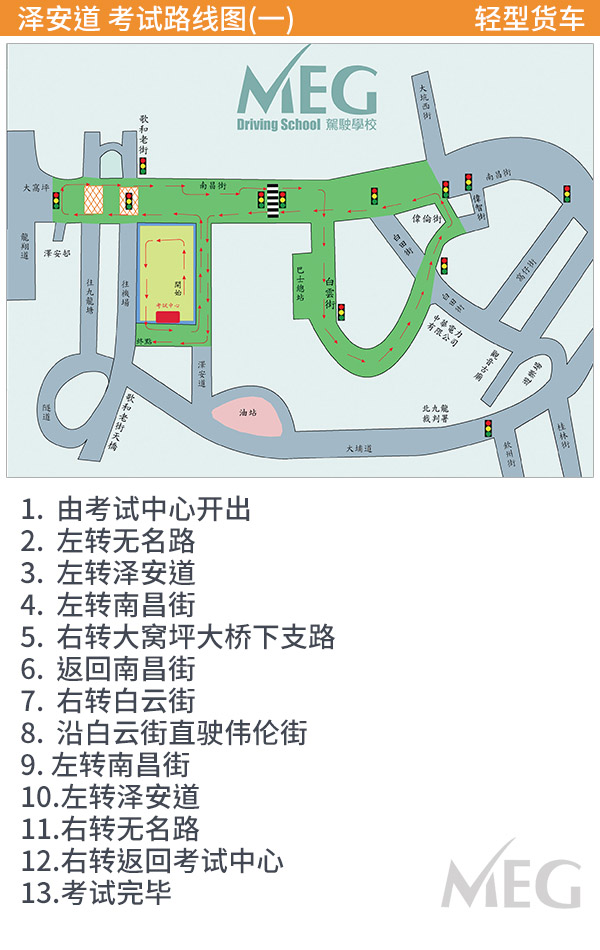 泽安道 考试路线图(一) 轻型货车
MEG
Driving School 駕駛學校
大坑西街
歌和老街
南昌街
南昌街
大窩坪
偉智街
偉倫街
白田街
龍翔道
澤安邨
往九龍塘
往機場
開始
考試中心
巴士總站
白雲街
窩仔街
白田街
中華電力有限公司
觀音古廟
終點
澤安道
隧道
歌和老街天橋
油站
北九龍裁判署
大埔道
欽州街
桂林街
1. 由考试中心开出
2. 左转无名路
3. 左转泽安道
4. 左转南昌街
5. 右转大窝坪大桥下支路
6. 返回南昌街
7. 右转白云街
8. 沿白云街直驶伟伦街
9. 左转南昌街
10.左转泽安道
11.右转无名路
12.右转返回考试中心
13.考试完毕
MEG